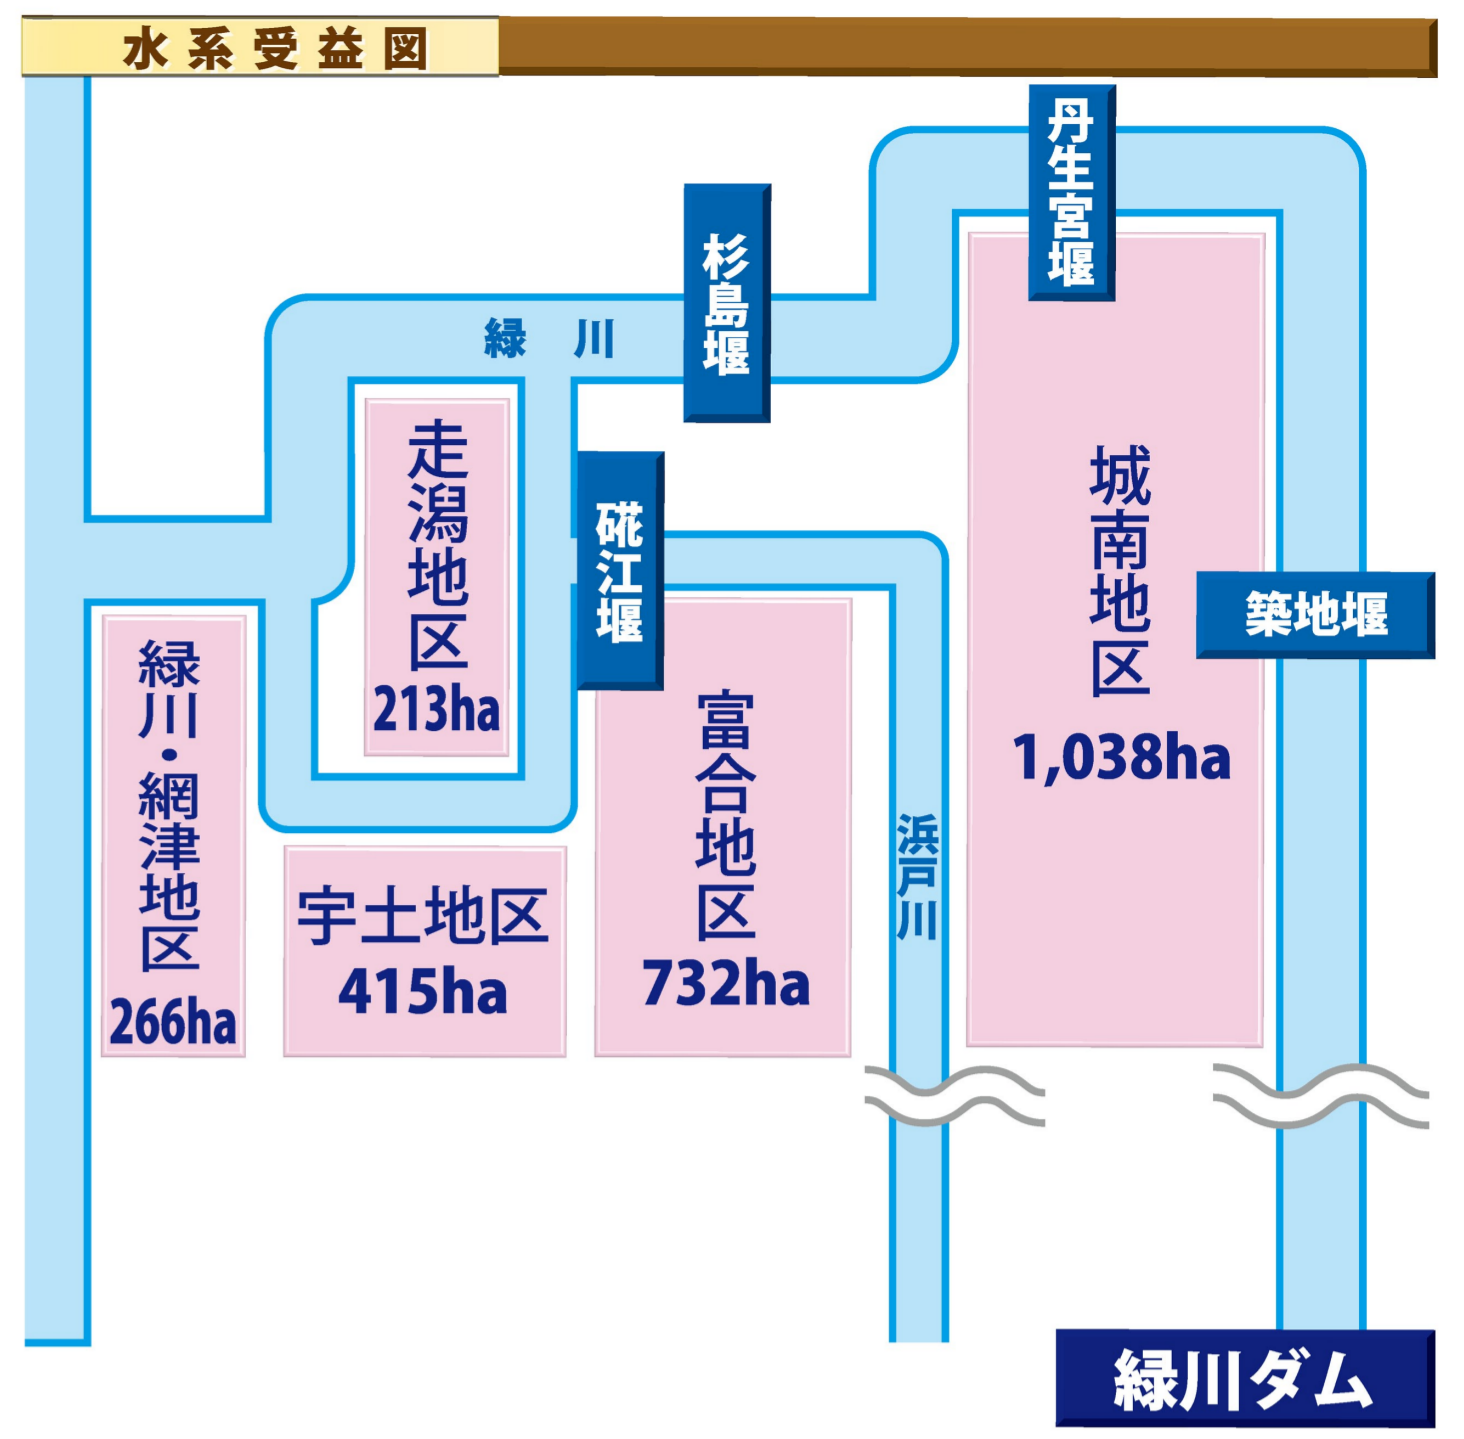 水系受益図
丹生宮堰
杉島堰
緑川
城南地区
1,038ha
走潟地区
213ha
硴江堰
築地堰
緑川・網津地区
266ha
富合地区
732ha
浜戸川
宇土地区
415ha
緑川ダム